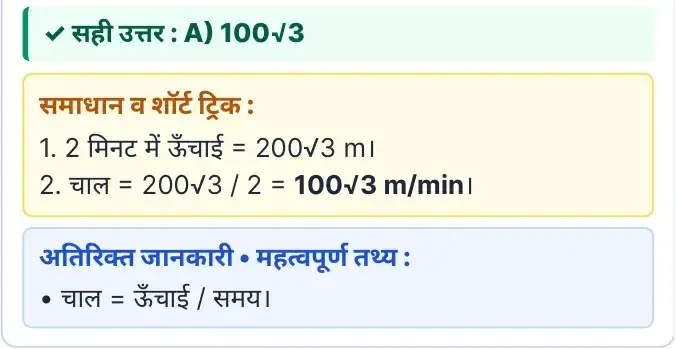 ✓ सही उत्तर : A) 100√3
समाधान व शॉर्ट ट्रिक :
1. 2 मिनट में ऊँचाई = 200√3 m।
2. चाल = 200√3 / 2 = 100√3 m/min।
अतिरिक्त जानकारी • महत्वपूर्ण तथ्य :
• चाल = ऊँचाई / समय।